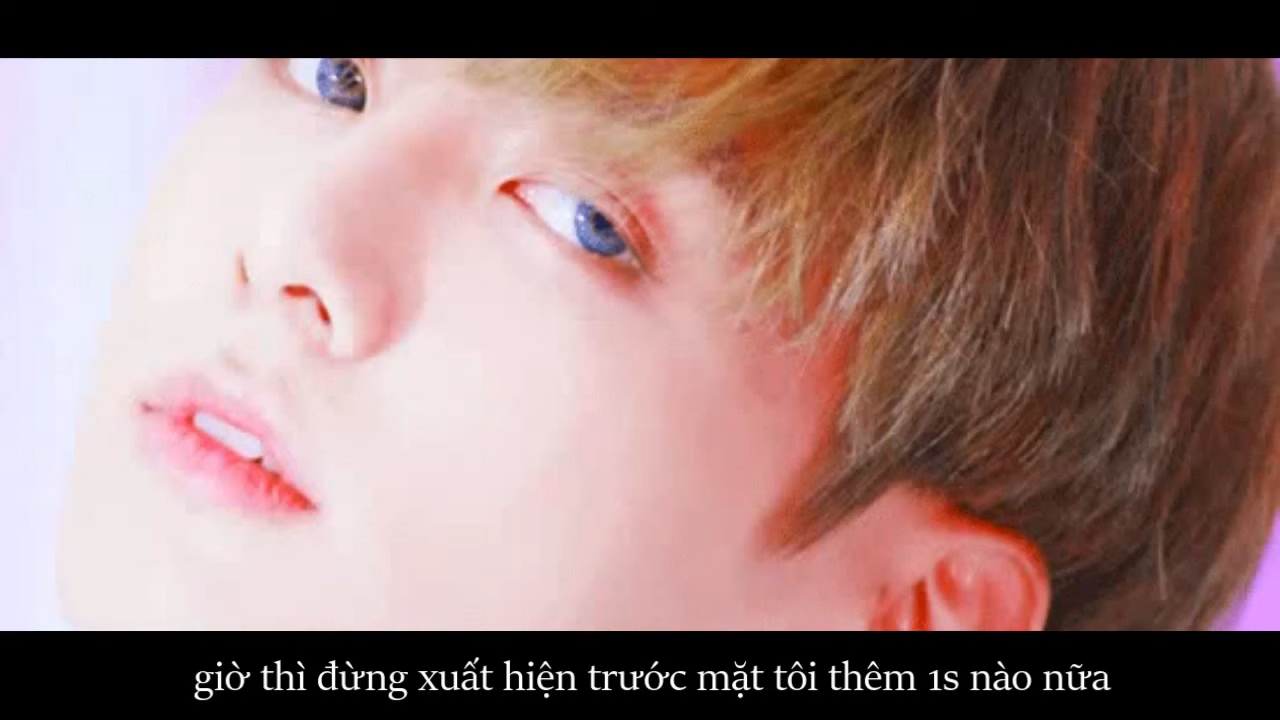 giờ thì đừng xuất hiện trước mặt tôi thêm 1s nào nữa